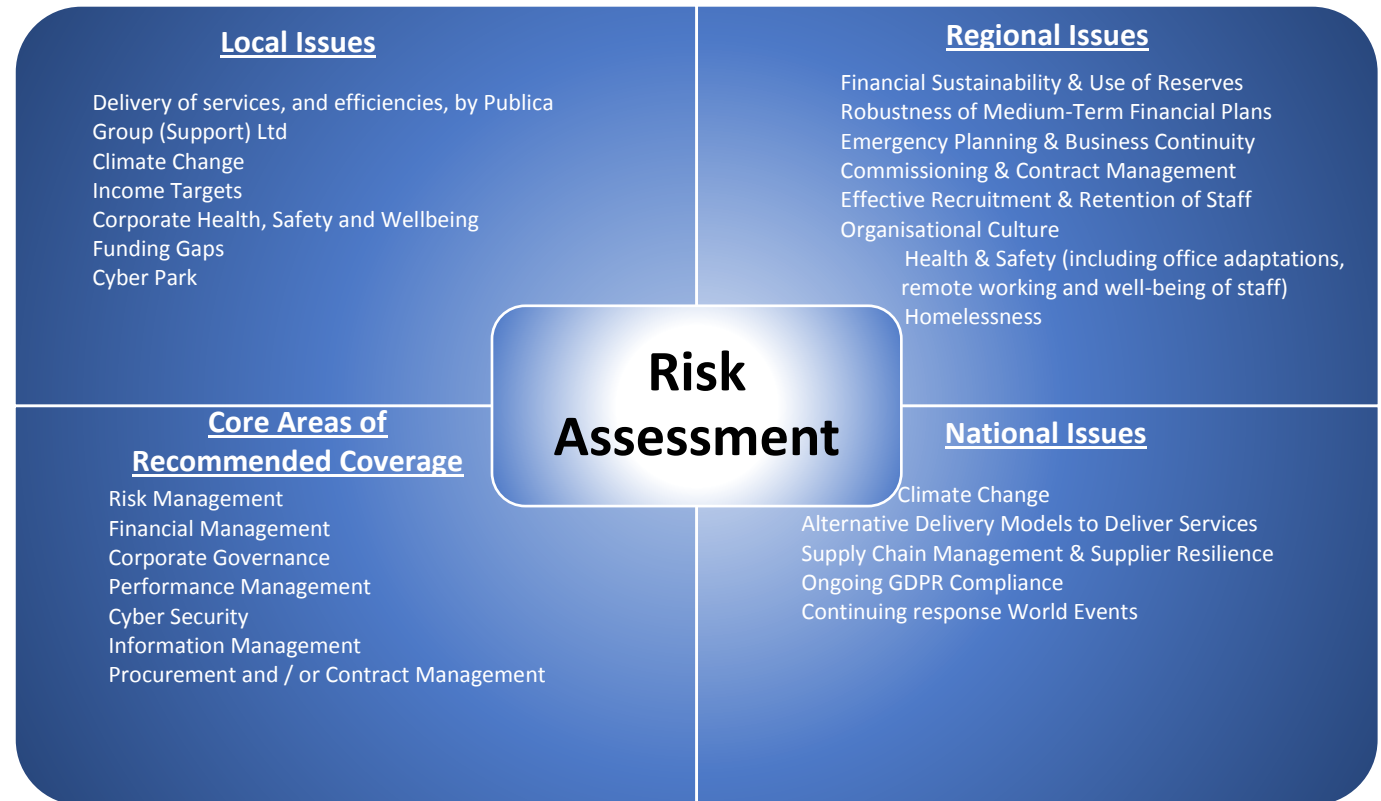 Local Issues
Delivery of services, and efficiencies, by Publica
Group (Support) Ltd
Climate Change
Income Targets
Corporate Health, Safety and Wellbeing
Funding Gaps
Cyber Park
Regional Issues
Financial Sustainability & Use of Reserves
Robustness of Medium-Term Financial Plans
Emergency Planning & Business Continuity
Commissioning & Contract Management
Effective Recruitment & Retention of Staff
Organisational Culture
Health & Safety (including office adaptations,
remote working and well-being of staff)
Homelessness
Risk
Assessment
Core Areas of
Recommended Coverage
Risk Management
Financial Management
Corporate Governance
Performance Management
Cyber Security
Information Management
Procurement and / or Contract Management
National Issues
Climate Change
Alternative Delivery Models to Deliver Services
Supply Chain Management & Supplier Resilience
Ongoing GDPR Compliance
Continuing response World Events